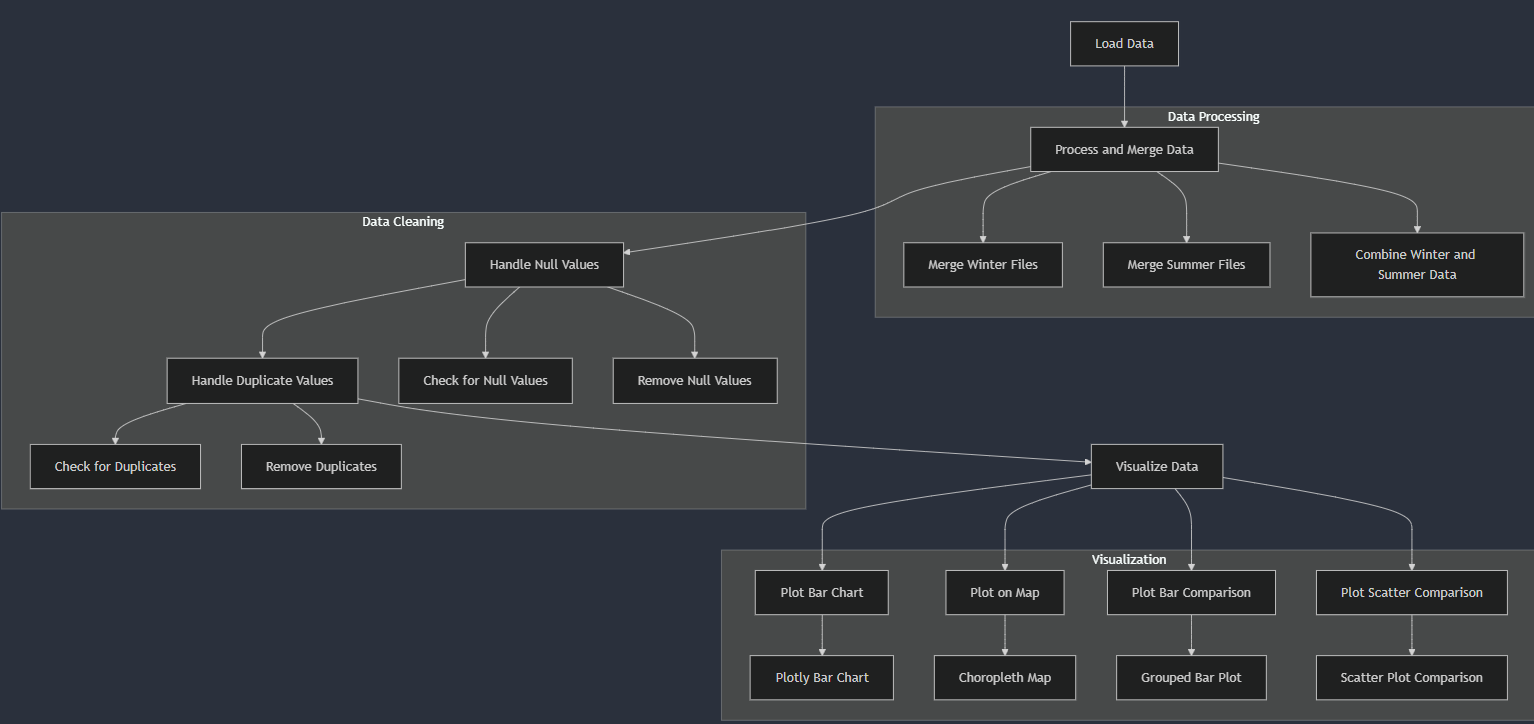 Load Data
Data Processing
Process and Merge Data
Merge Winter Files
Merge Summer Files
Combine Winter and
Summer Data
Data Cleaning
Handle Null Values
Handle Duplicate Values
Check for Null Values
Remove Null Values
Check for Duplicates
Remove Duplicates
Visualize Data
Visualization
Plot Bar Chart
Plot on Map
Plot Bar Comparison
Plot Scatter Comparison
Plotly Bar Chart
Choropleth Map
Grouped Bar Plot
Scatter Plot Comparison